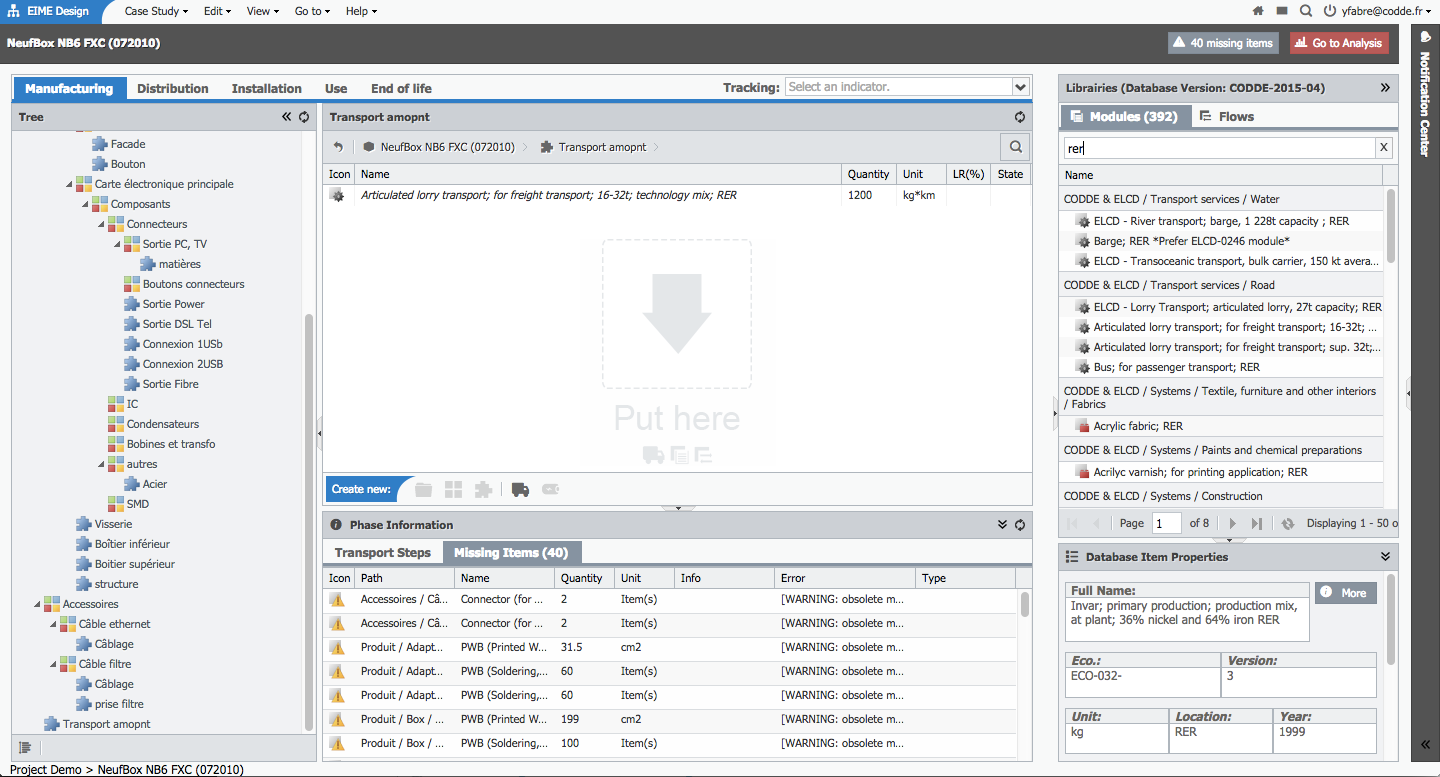 EIME Design Case Study Edit View Go to Help yfabre@codde.fr
NeufBox NB6 FXC (072010) 40 missing items Go to Analysis
Notification Center
Manufacturing Distribution Installation Use End of life Tracking: Select an indicator.
Tree
Facade
Bouton
Carte électronique principale
Composants
Connecteurs
Sortie PC, TV
matières
Boutons connecteurs
Sortie Power
Sortie DSL Tel
Connexion 1USb
Connexion 2USB
Sortie Fibre
IC
Condensateurs
Bobines et transfo
autres
Acier
SMD
Visserie
Boîtier inférieur
Boitier supérieur
structure
Accessoires
Câble ethernet
Câblage
Câble filtre
Câblage
prise filtre
Transport amopnt
Transport amopnt
NeufBox NB6 FXC (072010) Transport amopnt
Icon Name Quantity Unit LR(%) State
Articulated lorry transport; for freight transport; 16-32t; technology mix; RER 1200 kg*km
Put here
Create new:
Phase Information
Transport Steps Missing Items (40)
Icon Path Name Quantity Unit Info Error Type
Accessoires / Câ... Connector (for ... 2 Item(s) [WARNING: obsolete m...
Accessoires / Câ... Connector (for ... 2 Item(s) [WARNING: obsolete m...
Produit / Adapt... PWB (Printed W... 31.5 cm2 [WARNING: obsolete m...
Produit / Adapt... PWB (Soldering,... 60 Item(s) [WARNING: obsolete m...
Produit / Adapt... PWB (Soldering,... 60 Item(s) [WARNING: obsolete m...
Produit / Box / ... PWB (Printed W... 199 cm2 [WARNING: obsolete m...
Produit / Box / ... PWB (Soldering,... 100 Item(s) [WARNING: obsolete m...
Librairies (Database Version: CODDE-2015-04)
Modules (392) Flows
rer X
Name
CODDE & ELCD / Transport services / Water
ELCD - River transport; barge, 1 228t capacity ; RER
Barge; RER *Prefer ELCD-0246 module*
ELCD - Transoceanic transport, bulk carrier, 150 kt avera...
CODDE & ELCD / Transport services / Road
ELCD - Lorry Transport; articulated lorry, 27t capacity; RER
Articulated lorry transport; for freight transport; 16-32t; ...
Articulated lorry transport; for freight transport; sup. 32t;...
Bus; for passenger transport; RER
CODDE & ELCD / Systems / Textile, furniture and other interiors
/ Fabrics
Acrylic fabric; RER
CODDE & ELCD / Systems / Paints and chemical preparations
Acrilyc varnish; for printing application; RER
CODDE & ELCD / Systems / Construction
Page 1 of 8 Displaying 1 - 50 o
Database Item Properties
Full Name: More
Invar; primary production; production mix,
at plant; 36% nickel and 64% iron RER
Eco.: Version:
ECO-032- 3
Unit: Location: Year:
kg RER 1999
Project Demo > NeufBox NB6 FXC (072010)